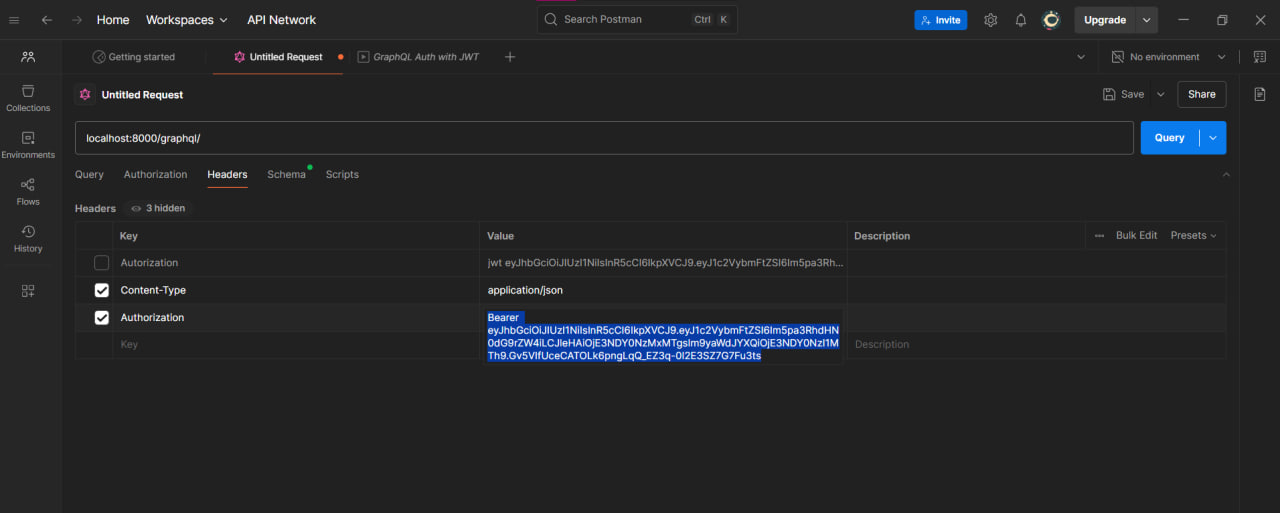 Home Workspaces API Network Search Postman Ctrl K Invite Upgrade
Getting started Untitled Request GraphQL Auth with JWT No environment
Untitled Request Save Share
localhost:8000/graphql/ Query
Query Authorization Headers Schema Scripts
Headers 3 hidden
Key Value Description Bulk Edit Presets
Autorization jwt eyJhbGciOiJIUzI1NiIsInR5cCI6IkpXVCJ9.eyJ1c2VybmFtZSI6Im5pa3Rh...
Content-Type application/json
Authorization Bearer
eyJhbGciOiJIUzI1NiIsInR5cCI6IkpXVCJ9.eyJ1c2VybmFtZSI6Im5pa3RhdHN
0dG9rZW4iLCJleHAiOjE3NDY0NzMxMTgsIm9yaWdJYXQiOjE3NDY0NzI1M
Th9.Gv5VIfUceCATOLk6pngLqQ_EZ3q-0I2E3SZ7G7Fu3ts
Key Description
Collections
Environments
Flows
History